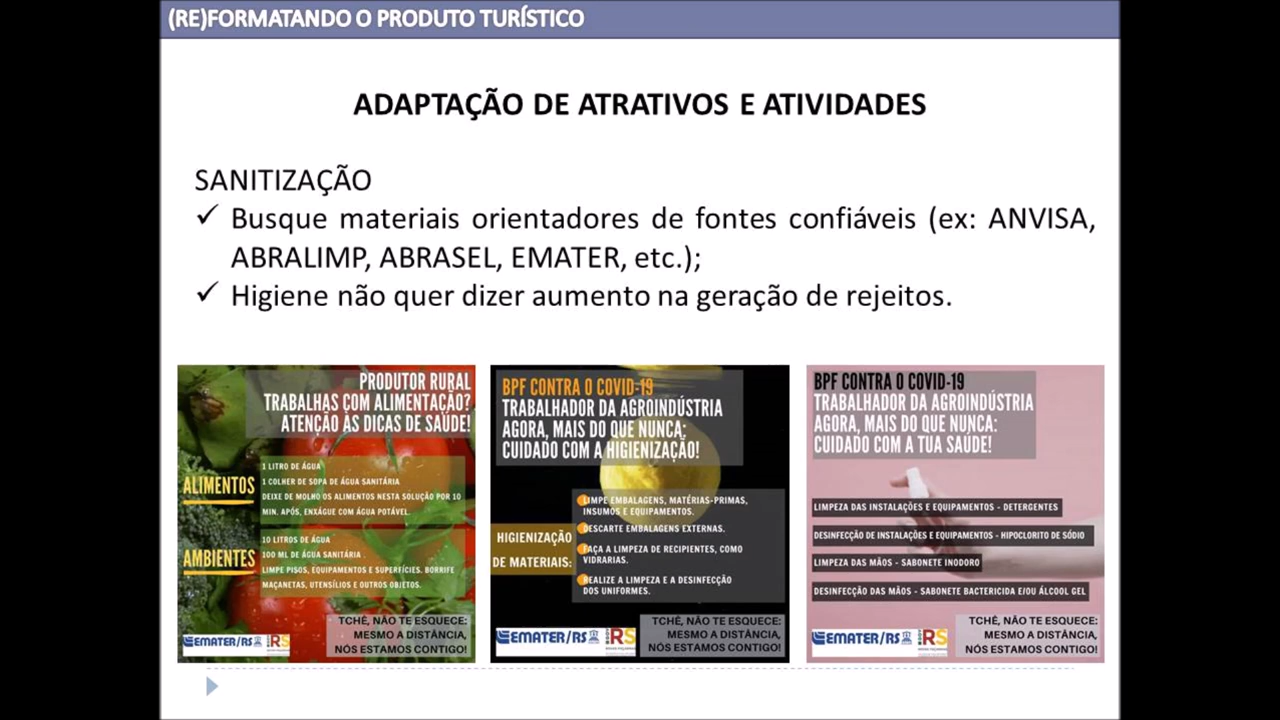 (RE)FORMATANDO O PRODUTO TURÍSTICO
ADAPTAÇÃO DE ATRATIVOS E ATIVIDADES
SANITIZAÇÃO
✓ Busque materiais orientadores de fontes confiáveis (ex: ANVISA,
ABRALIMP, ABRASEL, EMATER, etc.);
✓ Higiene não quer dizer aumento na geração de rejeitos.
PRODUTOR RURAL
TRABALHAS COM ALIMENTAÇÃO?
ATENÇÃO ÀS DICAS DE SAÚDE!
ALIMENTOS
1 LITRO DE ÁGUA
1 COLHER DE SOPA DE ÁGUA SANITÁRIA
DEIXE DE MOLHO OS ALIMENTOS NESTA SOLUÇÃO POR 10
MIN. APÓS, ENXÁGUE COM ÁGUA POTÁVEL.
AMBIENTES
10 LITROS DE ÁGUA
100 ML DE ÁGUA SANITÁRIA
LIMPE PISOS, EQUIPAMENTOS E SUPERFÍCIES. BORRIFE
MAÇANETAS, UTENSÍLIOS E OUTROS OBJETOS.
EMATER/RS
RS
TCHÊ, NÃO TE ESQUECE:
MESMO A DISTÂNCIA,
NÓS ESTAMOS CONTIGO!
BPF CONTRA O COVID-19
TRABALHADOR DA AGROINDÚSTRIA
AGORA, MAIS DO QUE NUNCA:
CUIDADO COM A HIGIENIZAÇÃO!
HIGIENIZAÇÃO
DE MATERIAIS:
LIMPE EMBALAGENS, MATÉRIAS-PRIMAS,
INSUMOS E EQUIPAMENTOS.
DESCARTE EMBALAGENS EXTERNAS.
FAÇA A LIMPEZA DE RECIPIENTES, COMO
VIDRARIAS.
REALIZE A LIMPEZA E A DESINFECÇÃO
DOS UNIFORMES.
EMATER/RS
RS
TCHÊ, NÃO TE ESQUECE:
MESMO A DISTÂNCIA,
NÓS ESTAMOS CONTIGO!
BPF CONTRA O COVID-19
TRABALHADOR DA AGROINDÚSTRIA
AGORA, MAIS DO QUE NUNCA:
CUIDADO COM A TUA SAÚDE!
LIMPEZA DAS INSTALAÇÕES E EQUIPAMENTOS - DETERGENTES
DESINFECÇÃO DE INSTALAÇÕES E EQUIPAMENTOS - HIPOCLORITO DE SÓDIO
LIMPEZA DAS MÃOS - SABONETE INODORO
DESINFECÇÃO DAS MÃOS - SABONETE BACTERICIDA E/OU ÁLCOOL GEL
EMATER/RS
RS
TCHÊ, NÃO TE ESQUECE:
MESMO A DISTÂNCIA,
NÓS ESTAMOS CONTIGO!